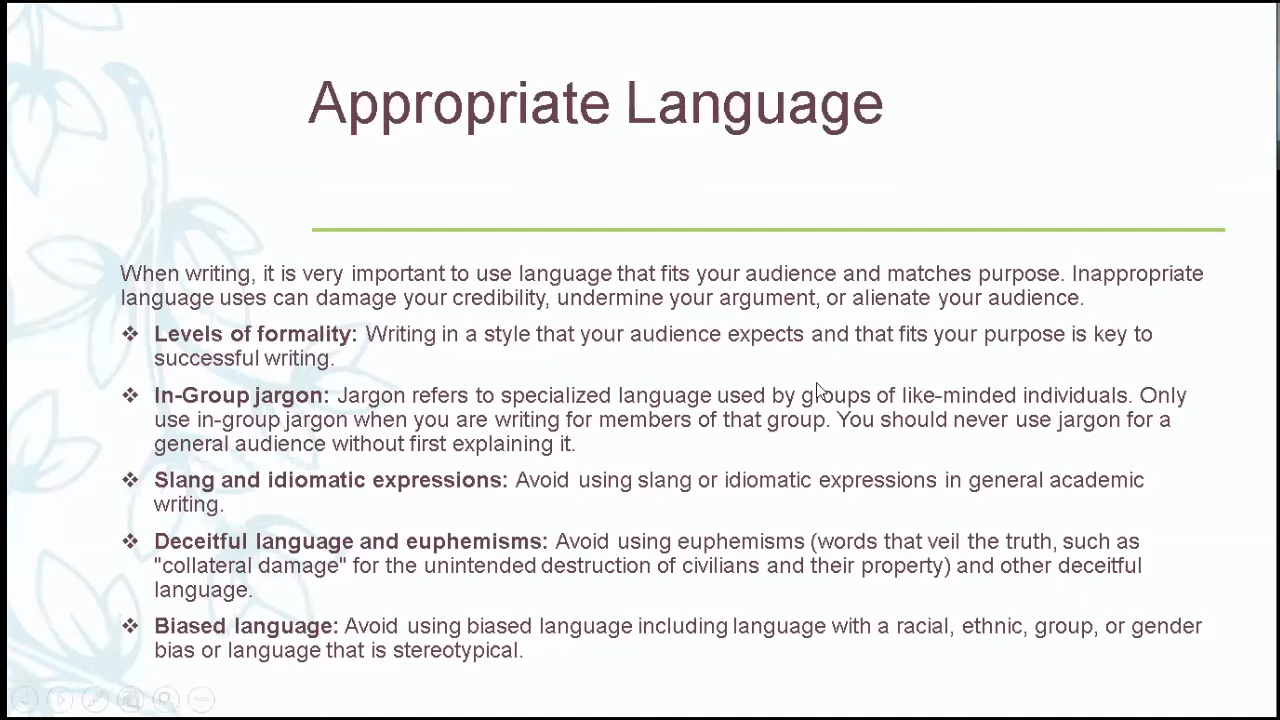 Appropriate Language
When writing, it is very important to use language that fits your audience and matches purpose. Inappropriate
language uses can damage your credibility, undermine your argument, or alienate your audience.
❖ Levels of formality: Writing in a style that your audience expects and that fits your purpose is key to
successful writing.
❖ In-Group jargon: Jargon refers to specialized language used by groups of like-minded individuals. Only
use in-group jargon when you are writing for members of that group. You should never use jargon for a
general audience without first explaining it.
❖ Slang and idiomatic expressions: Avoid using slang or idiomatic expressions in general academic
writing.
❖ Deceitful language and euphemisms: Avoid using euphemisms (words that veil the truth, such as
"collateral damage" for the unintended destruction of civilians and their property) and other deceitful
language.
❖ Biased language: Avoid using biased language including language with a racial, ethnic, group, or gender
bias or language that is stereotypical.